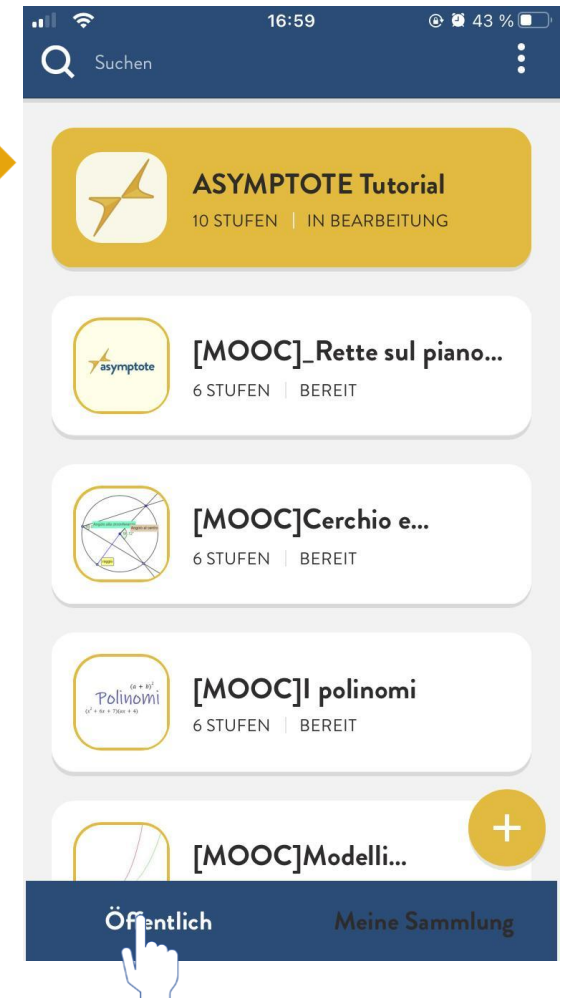 16:59
43 %
Suchen
ASYMPTOTE Tutorial
10 STUFEN | IN BEARBEITUNG
asymptote
[MOOC]_Rette sul piano...
6 STUFEN | BEREIT
[MOOC]Cerchio e...
6 STUFEN | BEREIT
(a + b)²
Polinomi
[MOOC]I polinomi
6 STUFEN | BEREIT
[MOOC]Modelli...
+
Öffentlich
Meine Sammlung